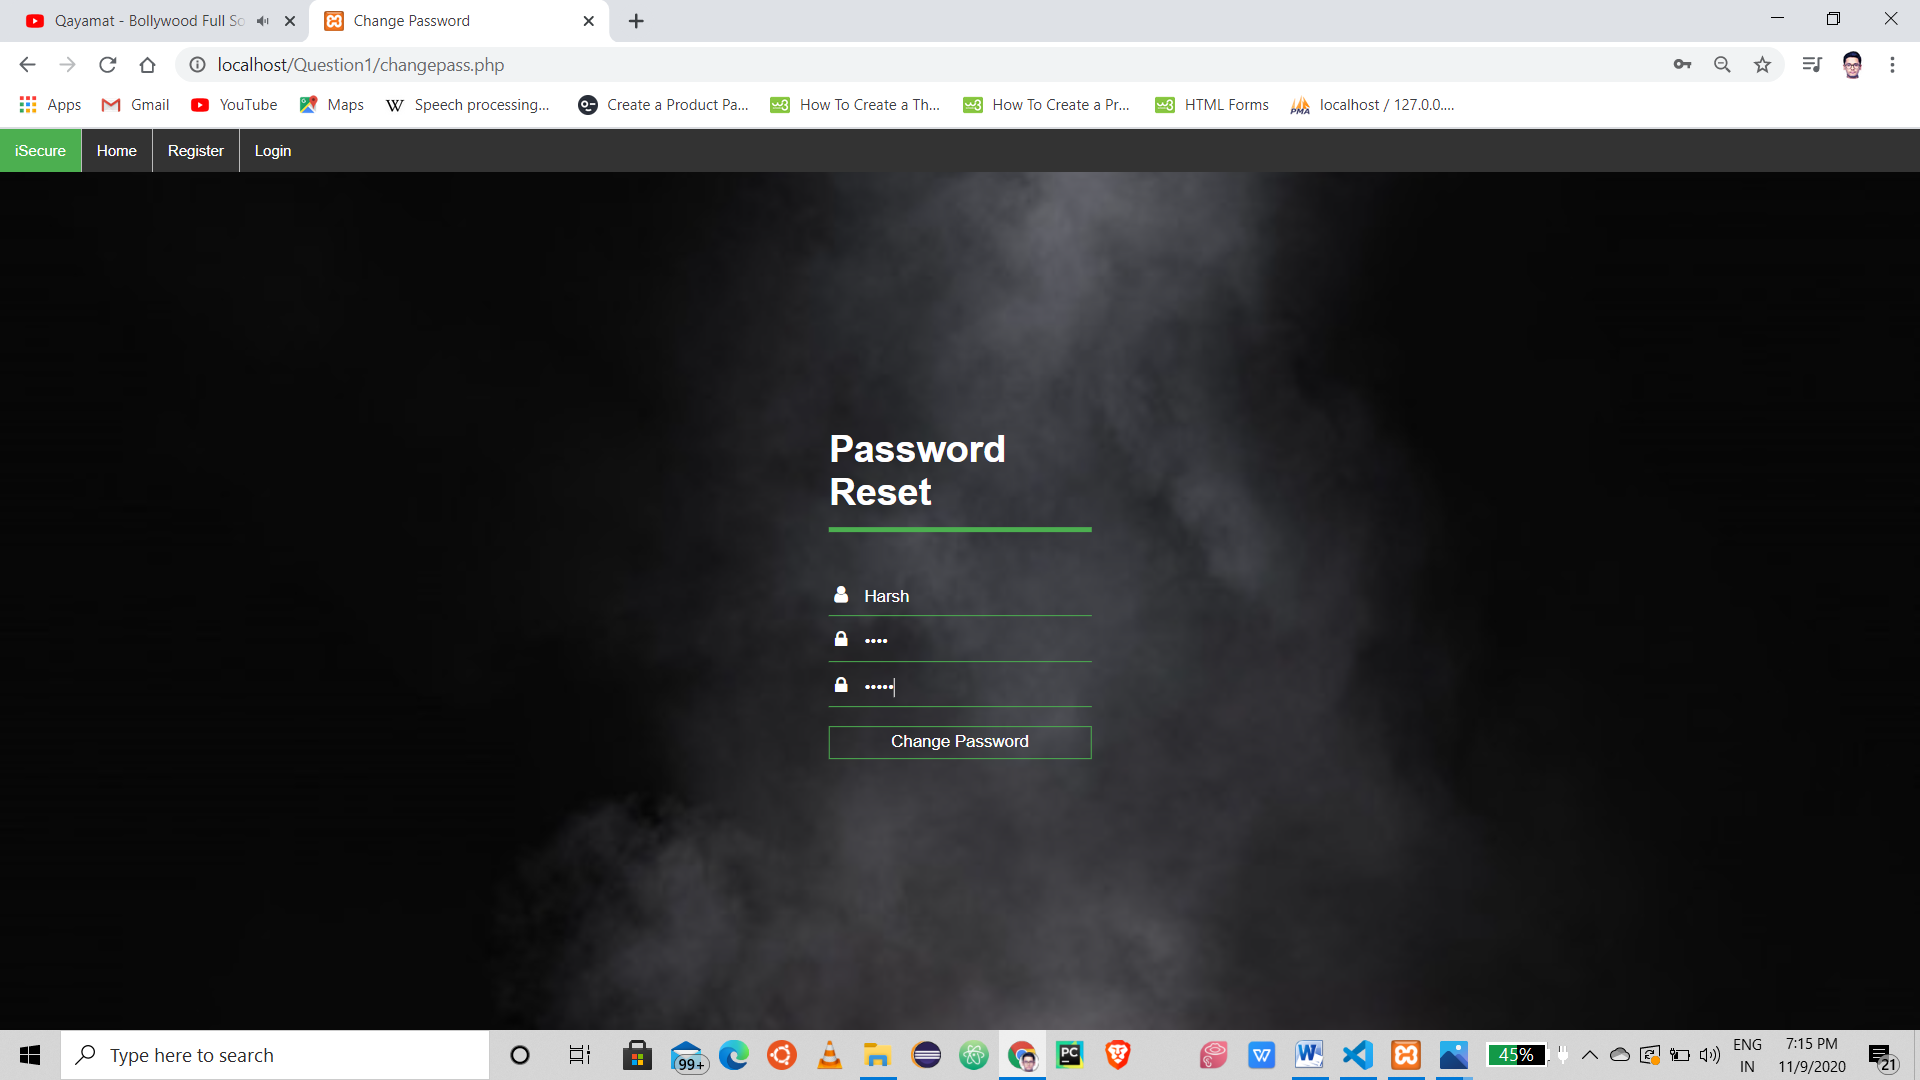 Qayamat - Bollywood Full So
Change Password
localhost/Question1/changepass.php
Apps
Gmail
YouTube
Maps
W
Speech processing...
Create a Product Pa...
How To Create a Th...
How To Create a Pr...
HTML Forms
PMA
localhost / 127.0.0....
iSecure
Home
Register
Login
Password
Reset
Harsh
••••
•••••
Change Password
Type here to search
99+
PC
W
W
45%
ENG
IN
7:15 PM
11/9/2020
21